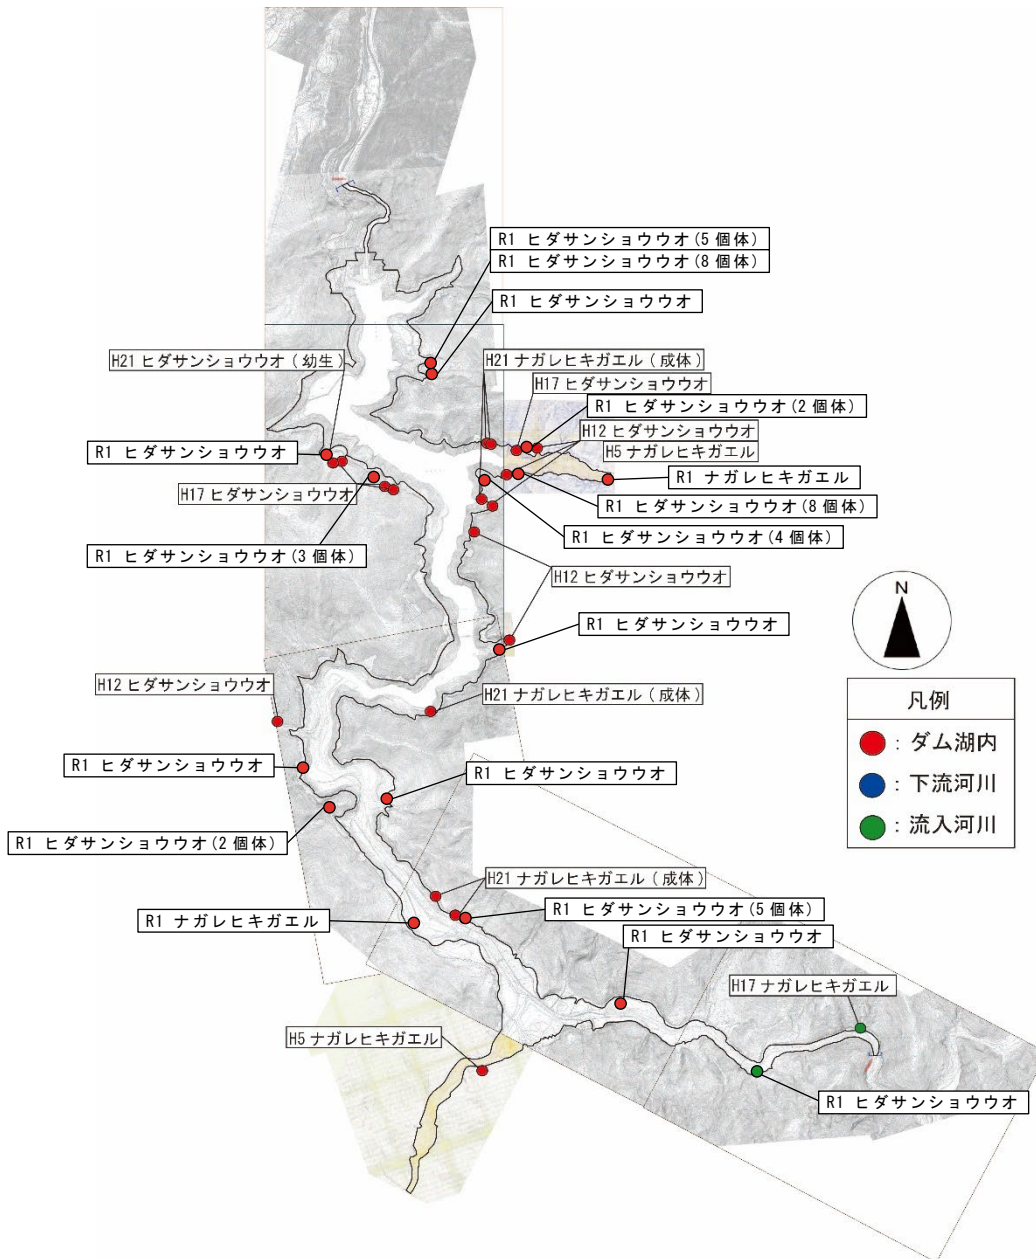 R1 ヒダサンショウウオ(5個体)
R1 ヒダサンショウウオ(8個体)
R1 ヒダサンショウウオ
H21 ヒダサンショウウオ(幼生)
H21 ナガレヒキガエル(成体)
H17 ヒダサンショウウオ
R1 ヒダサンショウウオ(2個体)
H12 ヒダサンショウウオ
R1 ヒダサンショウウオ
H5 ナガレヒキガエル
R1 ナガレヒキガエル
H17 ヒダサンショウウオ
R1 ヒダサンショウウオ(8個体)
R1 ヒダサンショウウオ(4個体)
R1 ヒダサンショウウオ(3個体)
H12 ヒダサンショウウオ
N
R1 ヒダサンショウウオ
H12 ヒダサンショウウオ
H21 ナガレヒキガエル(成体)
凡例
:ダム湖内
:下流河川
:流入河川
R1 ヒダサンショウウオ
R1 ヒダサンショウウオ
R1 ヒダサンショウウオ(2個体)
H21 ナガレヒキガエル(成体)
R1 ヒダサンショウウオ(5個体)
R1 ナガレヒキガエル
R1 ヒダサンショウウオ
H17 ナガレヒキガエル
H5 ナガレヒキガエル
R1 ヒダサンショウウオ